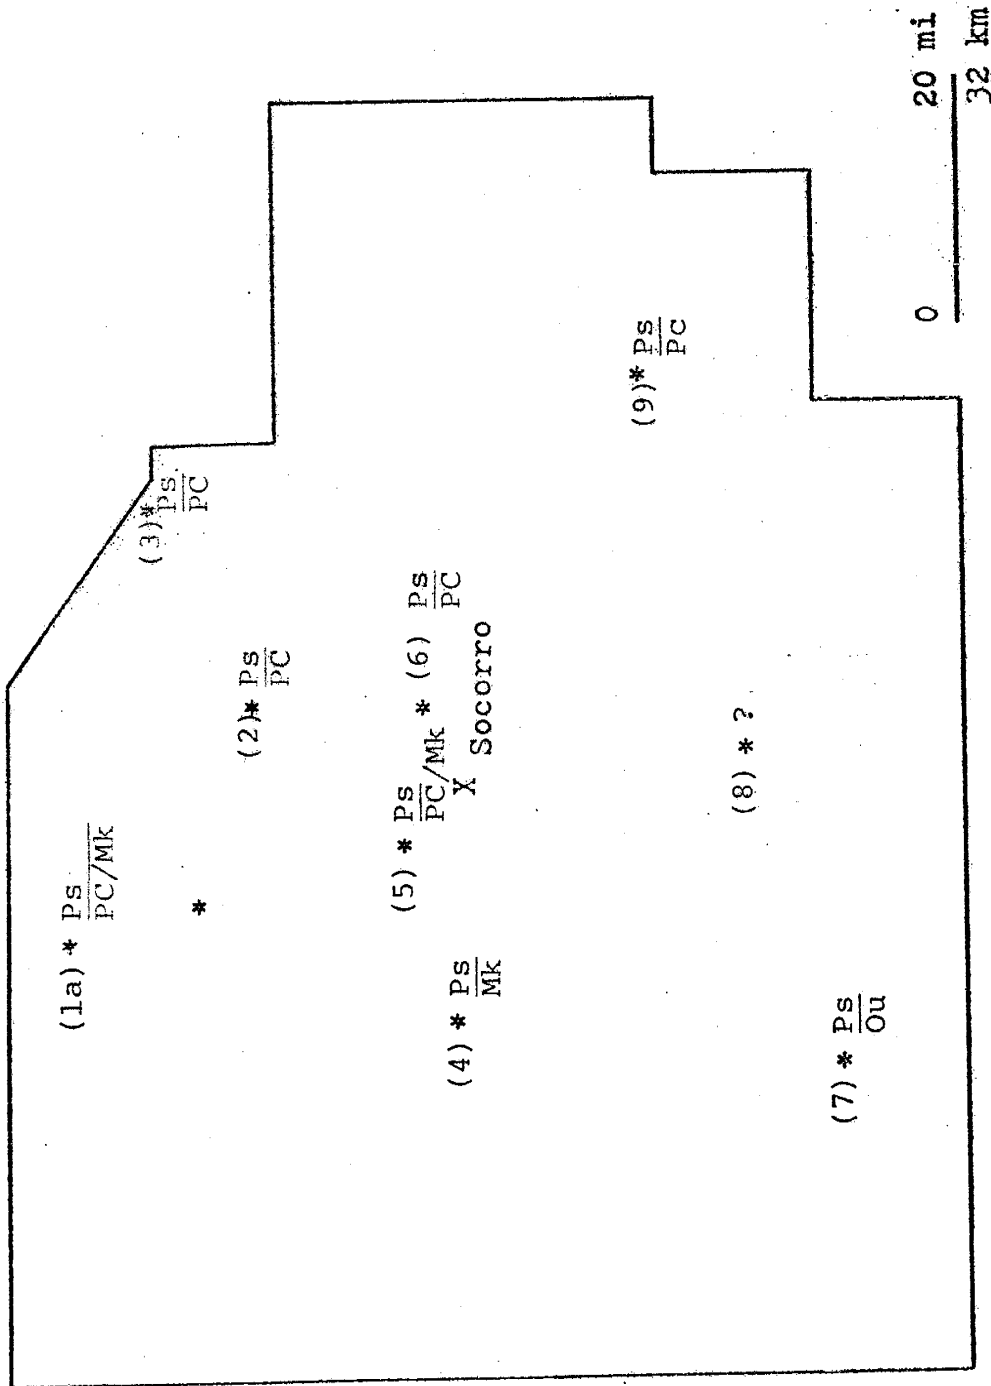 (1a) * Ps
PC/Mk
*
(3)* Ps
PC
(2)* Ps
PC
(5) * Ps
PC/Mk * (6) Ps
PC
X
Socorro
(4) * Ps
Mk
(9)* Ps
Pc
(8) * ?
(7) * Ps
Ou
0 20 mi
32 km